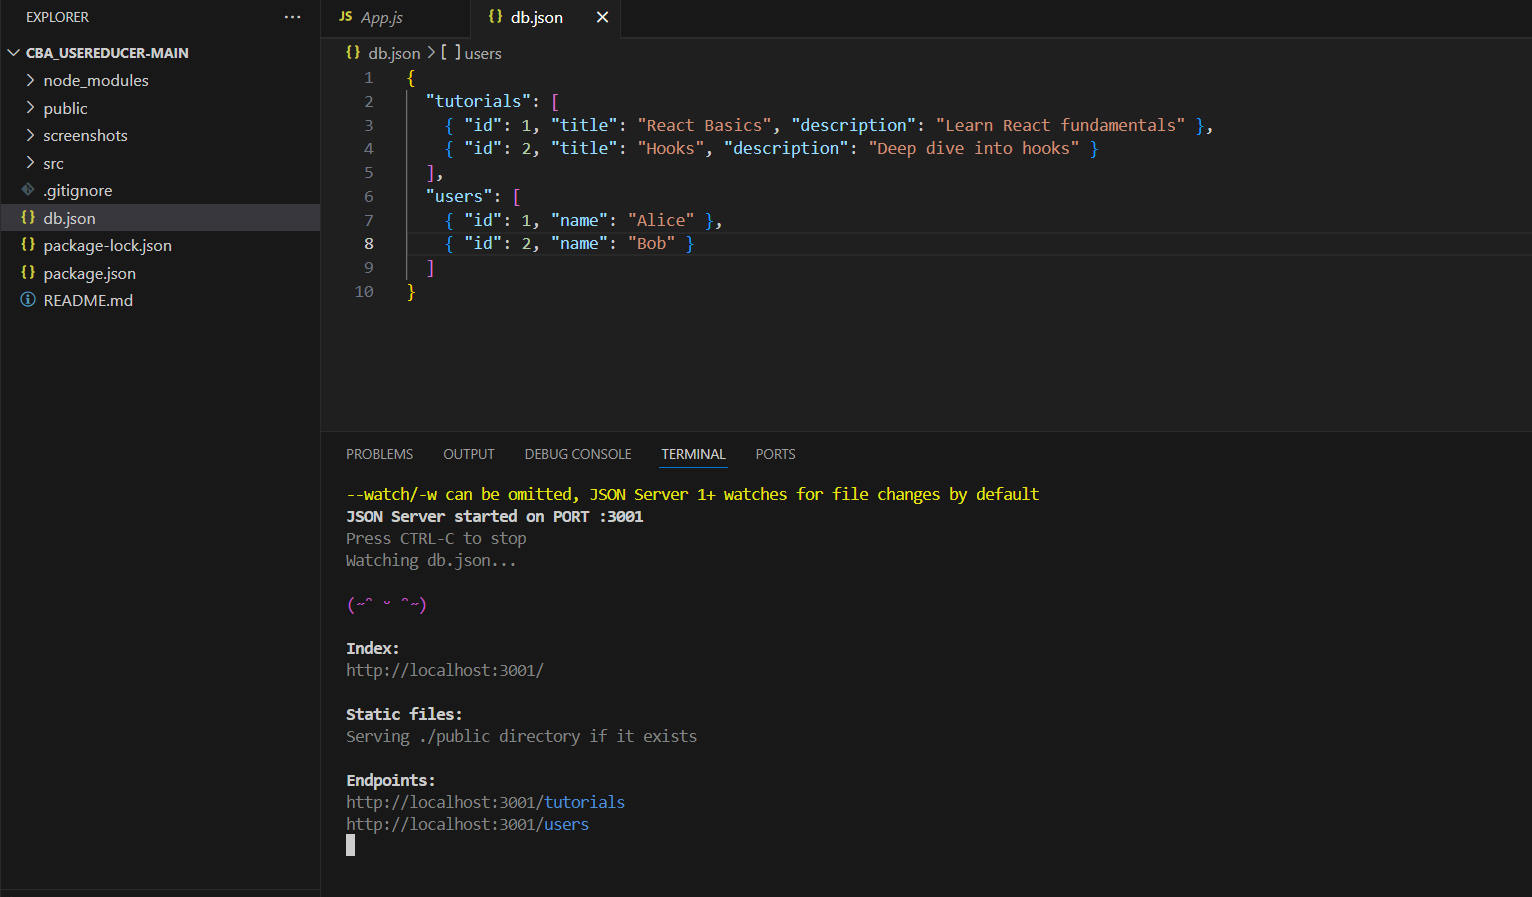 EXPLORER
CBA_USEREDUCER-MAIN
node_modules
public
screenshots
src
.gitignore
{} db.json
{} package-lock.json
{} package.json
README.md
JS App.js
{} db.json
{} db.json > [ ] users
1 {
2 "tutorials": [
3 { "id": 1, "title": "React Basics", "description": "Learn React fundamentals" },
4 { "id": 2, "title": "Hooks", "description": "Deep dive into hooks" }
5 ],
6 "users": [
7 { "id": 1, "name": "Alice" },
8 { "id": 2, "name": "Bob" }
9 ]
10 }
PROBLEMS OUTPUT DEBUG CONSOLE TERMINAL PORTS
--watch/-w can be omitted, JSON Server 1+ watches for file changes by default
JSON Server started on PORT :3001
Press CTRL-C to stop
Watching db.json...
(˶ᵔ ᵕ ᵔ˶)
Index:
http://localhost:3001/
Static files:
Serving ./public directory if it exists
Endpoints:
http://localhost:3001/tutorials
http://localhost:3001/users